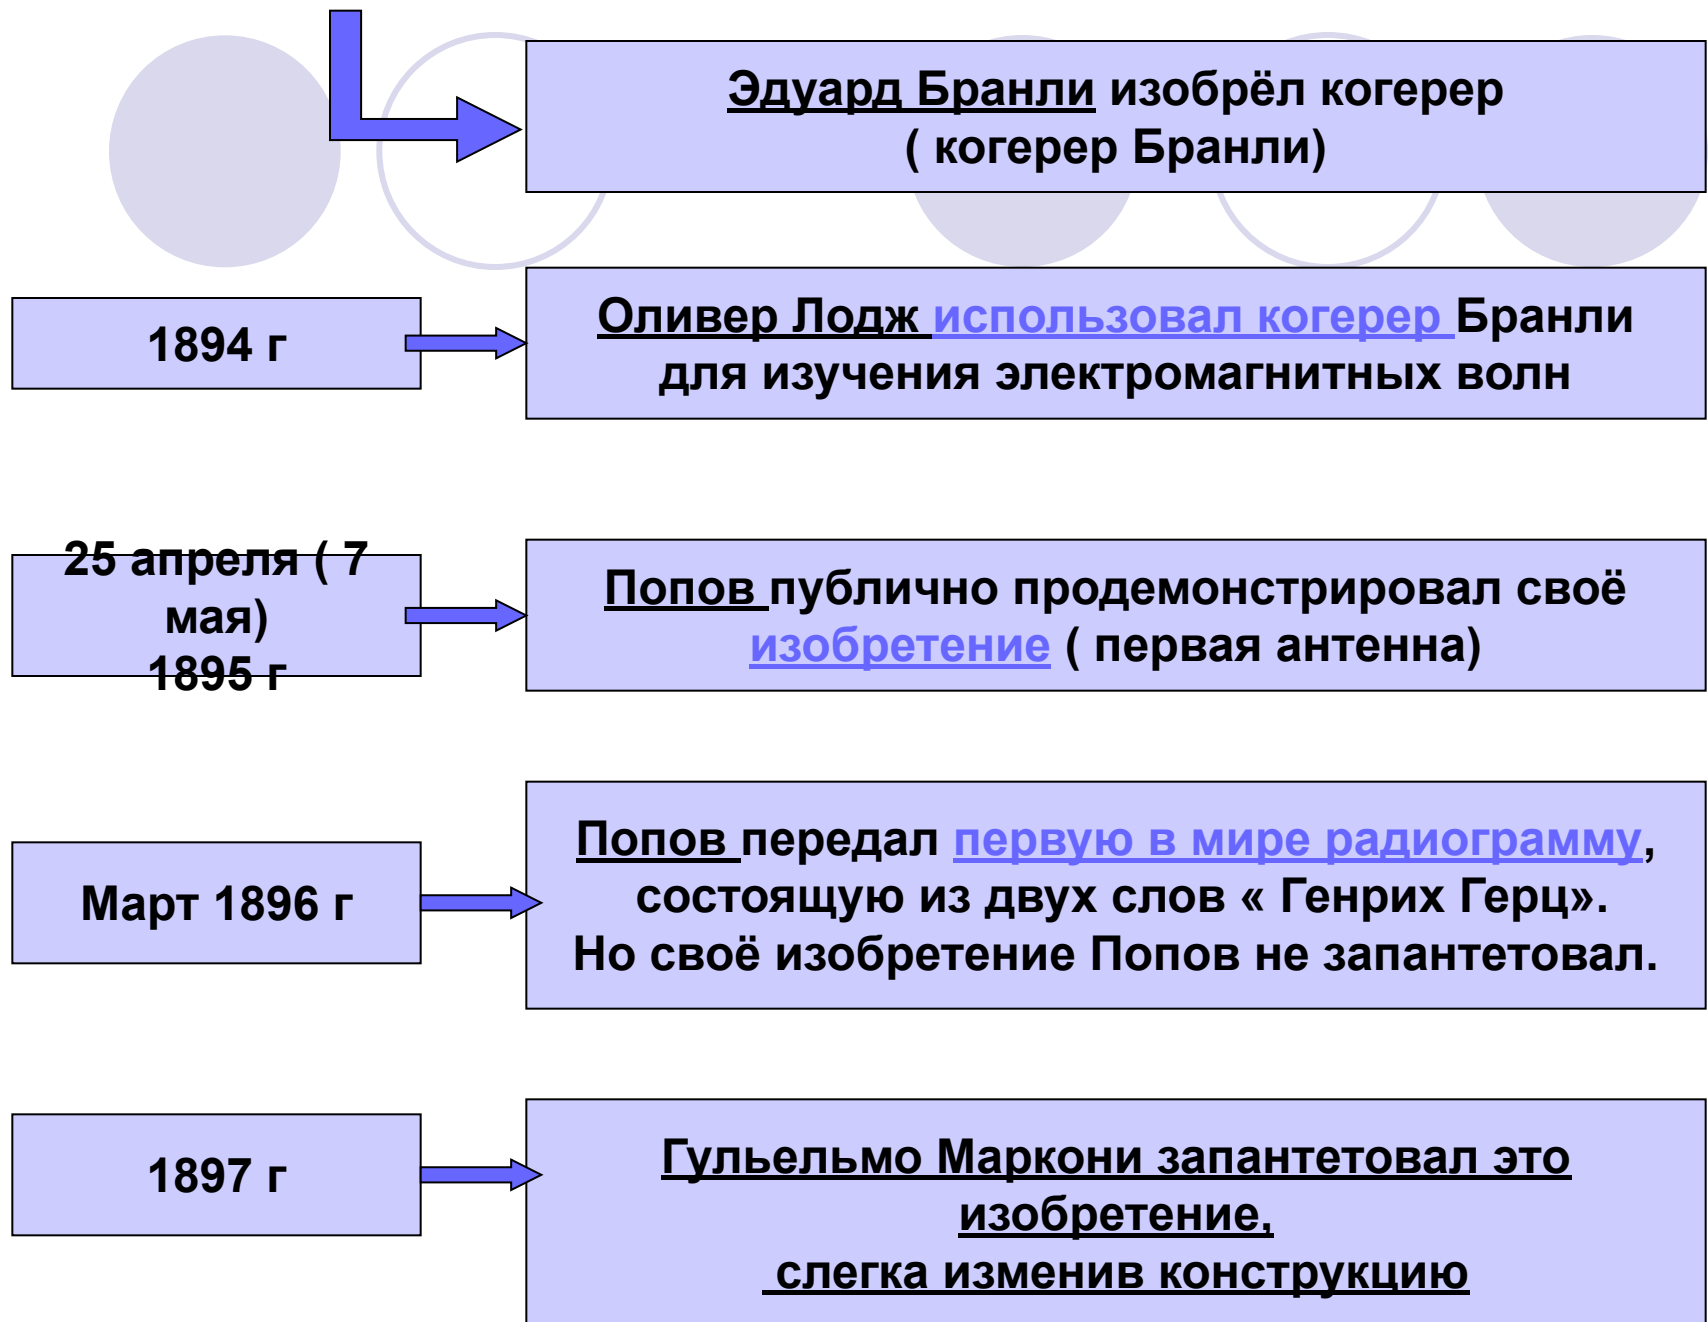 Эдуард Бранли изобрёл когерер
( когерер Бранли)
1894 г
Оливер Лодж использовал когерер Бранли
для изучения электромагнитных волн
25 апреля ( 7
мая)
1895 г
Попов публично продемонстрировал своё
изобретение ( первая антенна)
Март 1896 г
Попов передал первую в мире радиограмму,
состоящую из двух слов « Генрих Герц».
Но своё изобретение Попов не запантетовал.
1897 г
Гульельмо Маркони запантетовал это
изобретение,
слегка изменив конструкцию